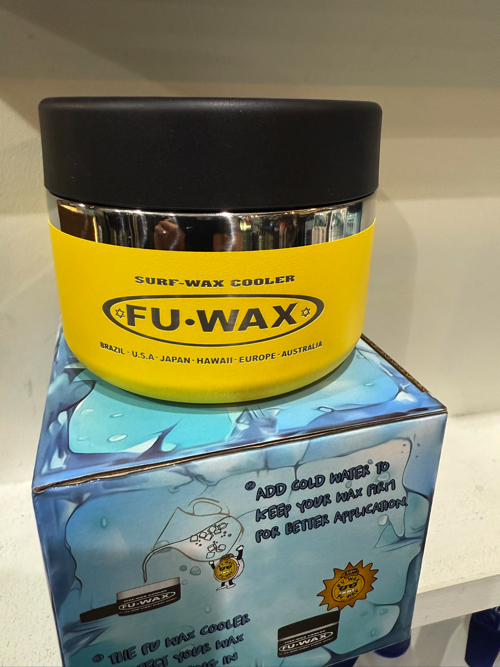 SURF-WAX COOLER
FU•WAX
BRAZIL · U.S.A · JAPAN · HAWAII · EUROPE · AUSTRALIA
ADD COLD WATER TO
KEEP YOUR WAX FIRM
FOR BETTER APPLICATION.
FU•WAX
THE FU WAX COOLER
YOUR WAX
IN
FU•WAX